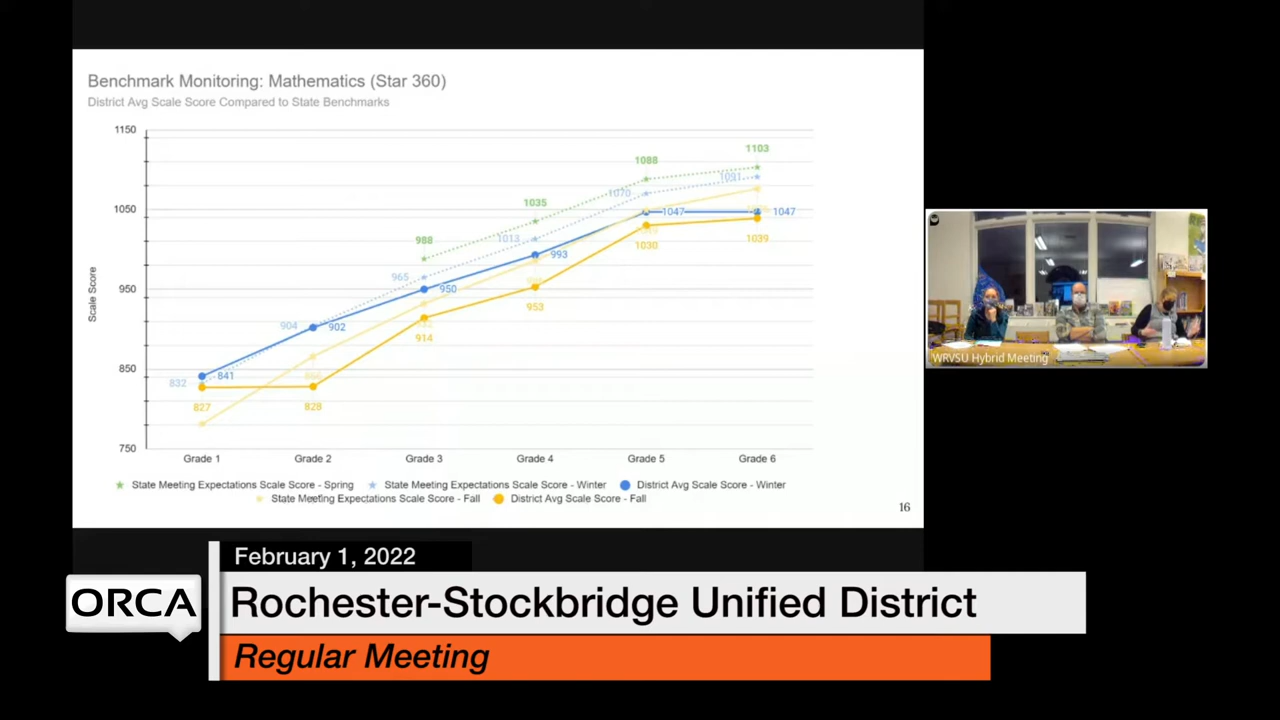 Benchmark Monitoring: Mathematics (Star 360)
District Avg Scale Score Compared to State Benchmarks
1150
1050
950
850
750
Scale Score
1103
1088
1091
1070
1035
1047
1047
1013
1030
1039
988
993
965
950
953
904
902
914
832
841
827
828
Grade 1 Grade 2 Grade 3 Grade 4 Grade 5 Grade 6
State Meeting Expectations Scale Score - Spring State Meeting Expectations Scale Score - Winter District Avg Scale Score - Winter
State Meeting Expectations Scale Score - Fall District Avg Scale Score - Fall
16
WRVSU Hybrid Meeting
February 1, 2022
ORCA
Rochester-Stockbridge Unified District
Regular Meeting